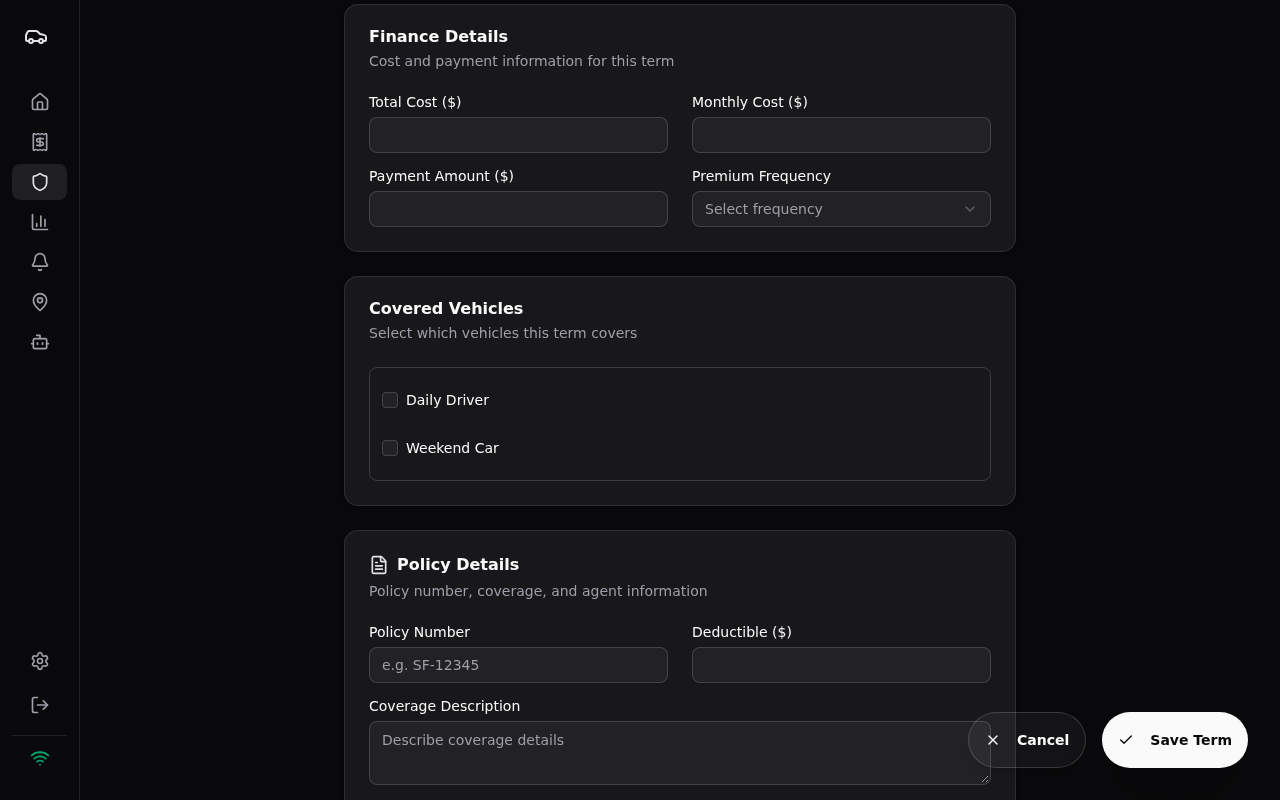 Finance Details
Cost and payment information for this term
Total Cost ($)
Monthly Cost ($)
Payment Amount ($)
Premium Frequency
Select frequency
Covered Vehicles
Select which vehicles this term covers
Daily Driver
Weekend Car
Policy Details
Policy number, coverage, and agent information
Policy Number
Deductible ($)
e.g. SF-12345
Coverage Description
Describe coverage details
Cancel
Save Term